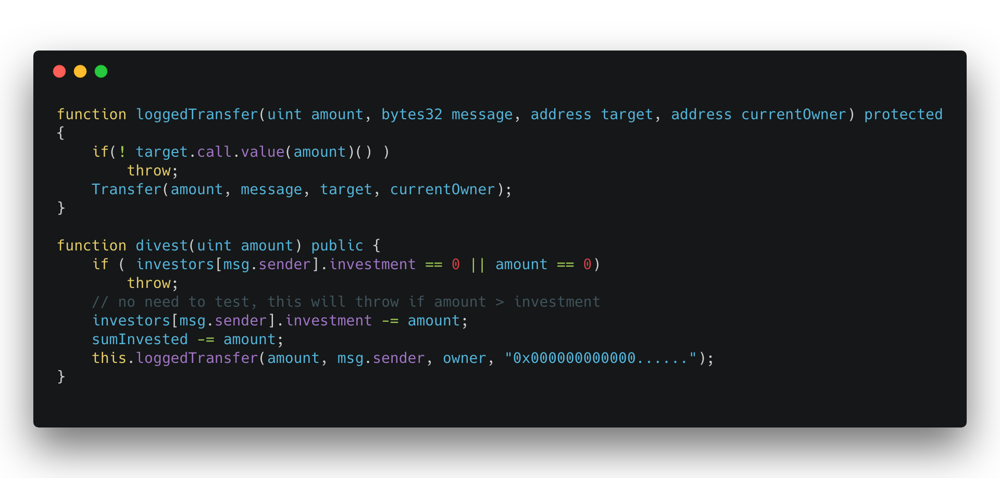 function loggedTransfer(uint amount, bytes32 message, address target, address currentOwner) protected
{
    if(! target.call.value(amount)() )
        throw;
    Transfer(amount, message, target, currentOwner);
}

function divest(uint amount) public {
    if ( investors[msg.sender].investment == 0 || amount == 0)
        throw;
    // no need to test, this will throw if amount > investment
    investors[msg.sender].investment -= amount;
    sumInvested -= amount;
    this.loggedTransfer(amount, msg.sender, owner, "0x000000000000......");
}